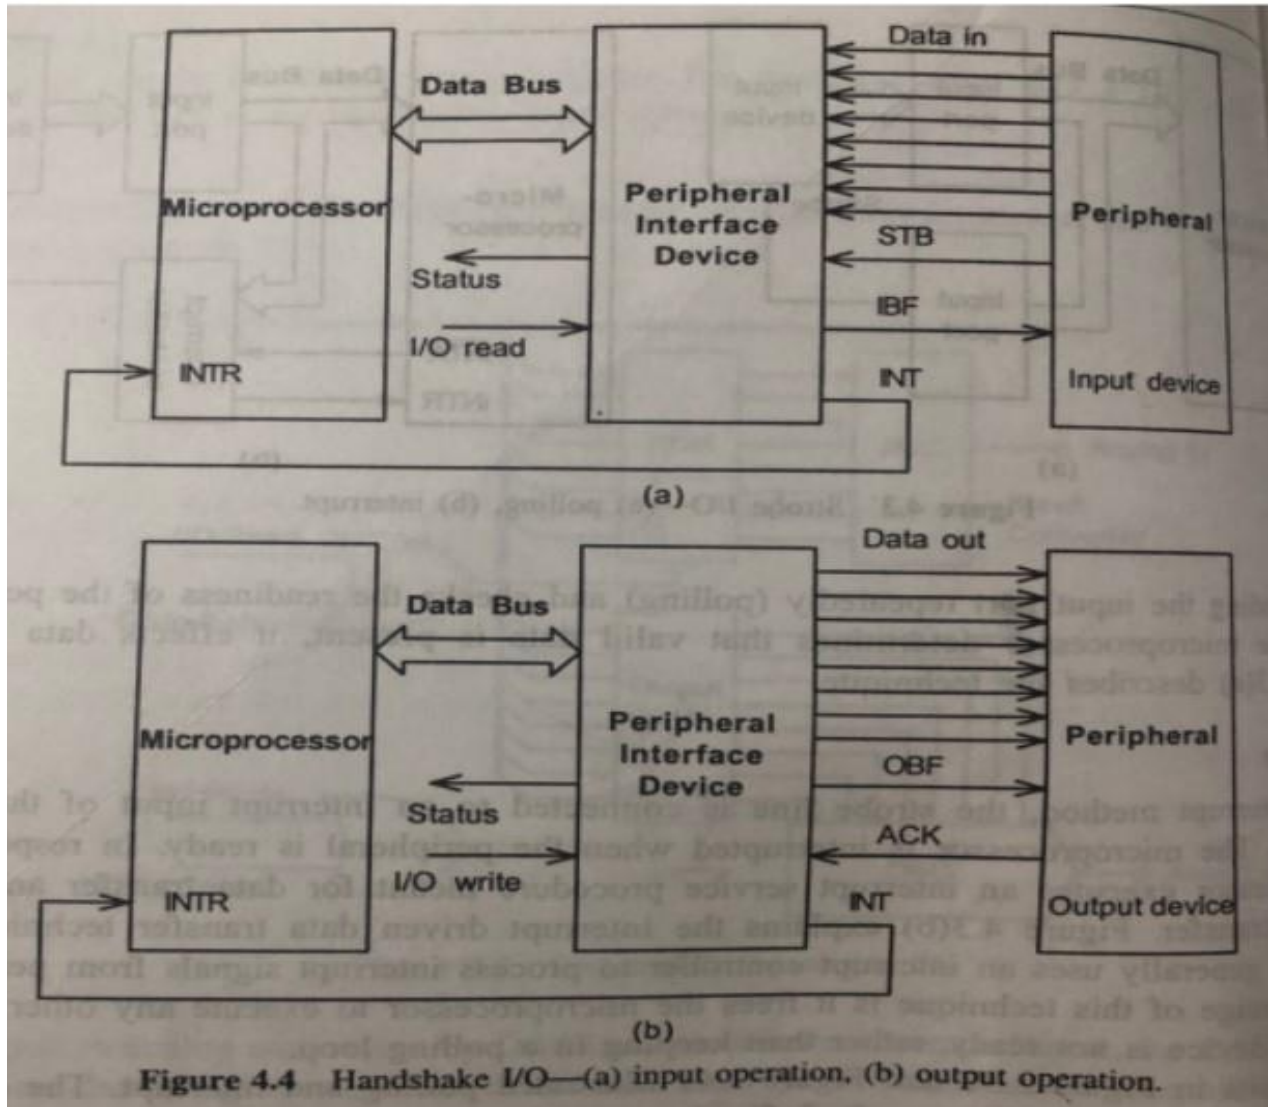 Data in
Data Bus
Microprocessor
Peripheral
Interface
Device
Peripheral
STB
Status
IBF
I/O read
INTR
INT
Input device
(a)
Data out
Data Bus
Microprocessor
Peripheral
Interface
Device
Peripheral
OBF
Status
ACK
I/O write
INTR
INT
Output device
(b)
Figure 4.4 Handshake I/O—(a) input operation, (b) output operation.